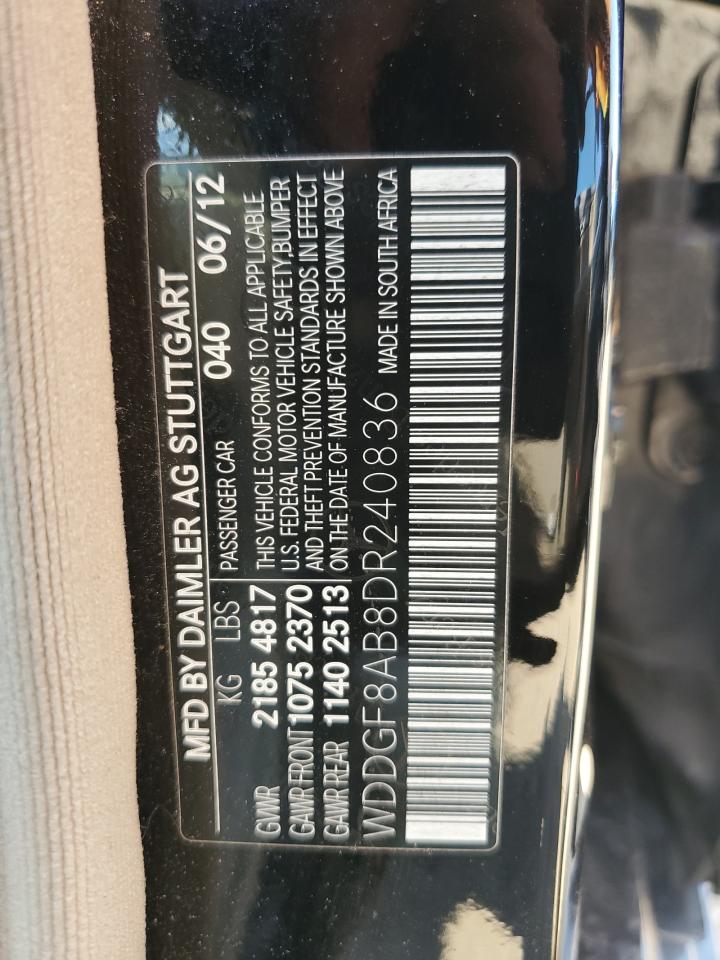 MFD BY DAIMLER AG STUTTGART
KG LBS PASSENGER CAR 040 06/12
GVWR 2185 4817 THIS VEHICLE CONFORMS TO ALL APPLICABLE
GAWR FRONT 1075 2370 U.S. FEDERAL MOTOR VEHICLE SAFETY, BUMPER
GAWR REAR 1140 2513 AND THEFT PREVENTION STANDARDS IN EFFECT
ON THE DATE OF MANUFACTURE SHOWN ABOVE
WDDGF8AB8DR240836 MADE IN SOUTH AFRICA